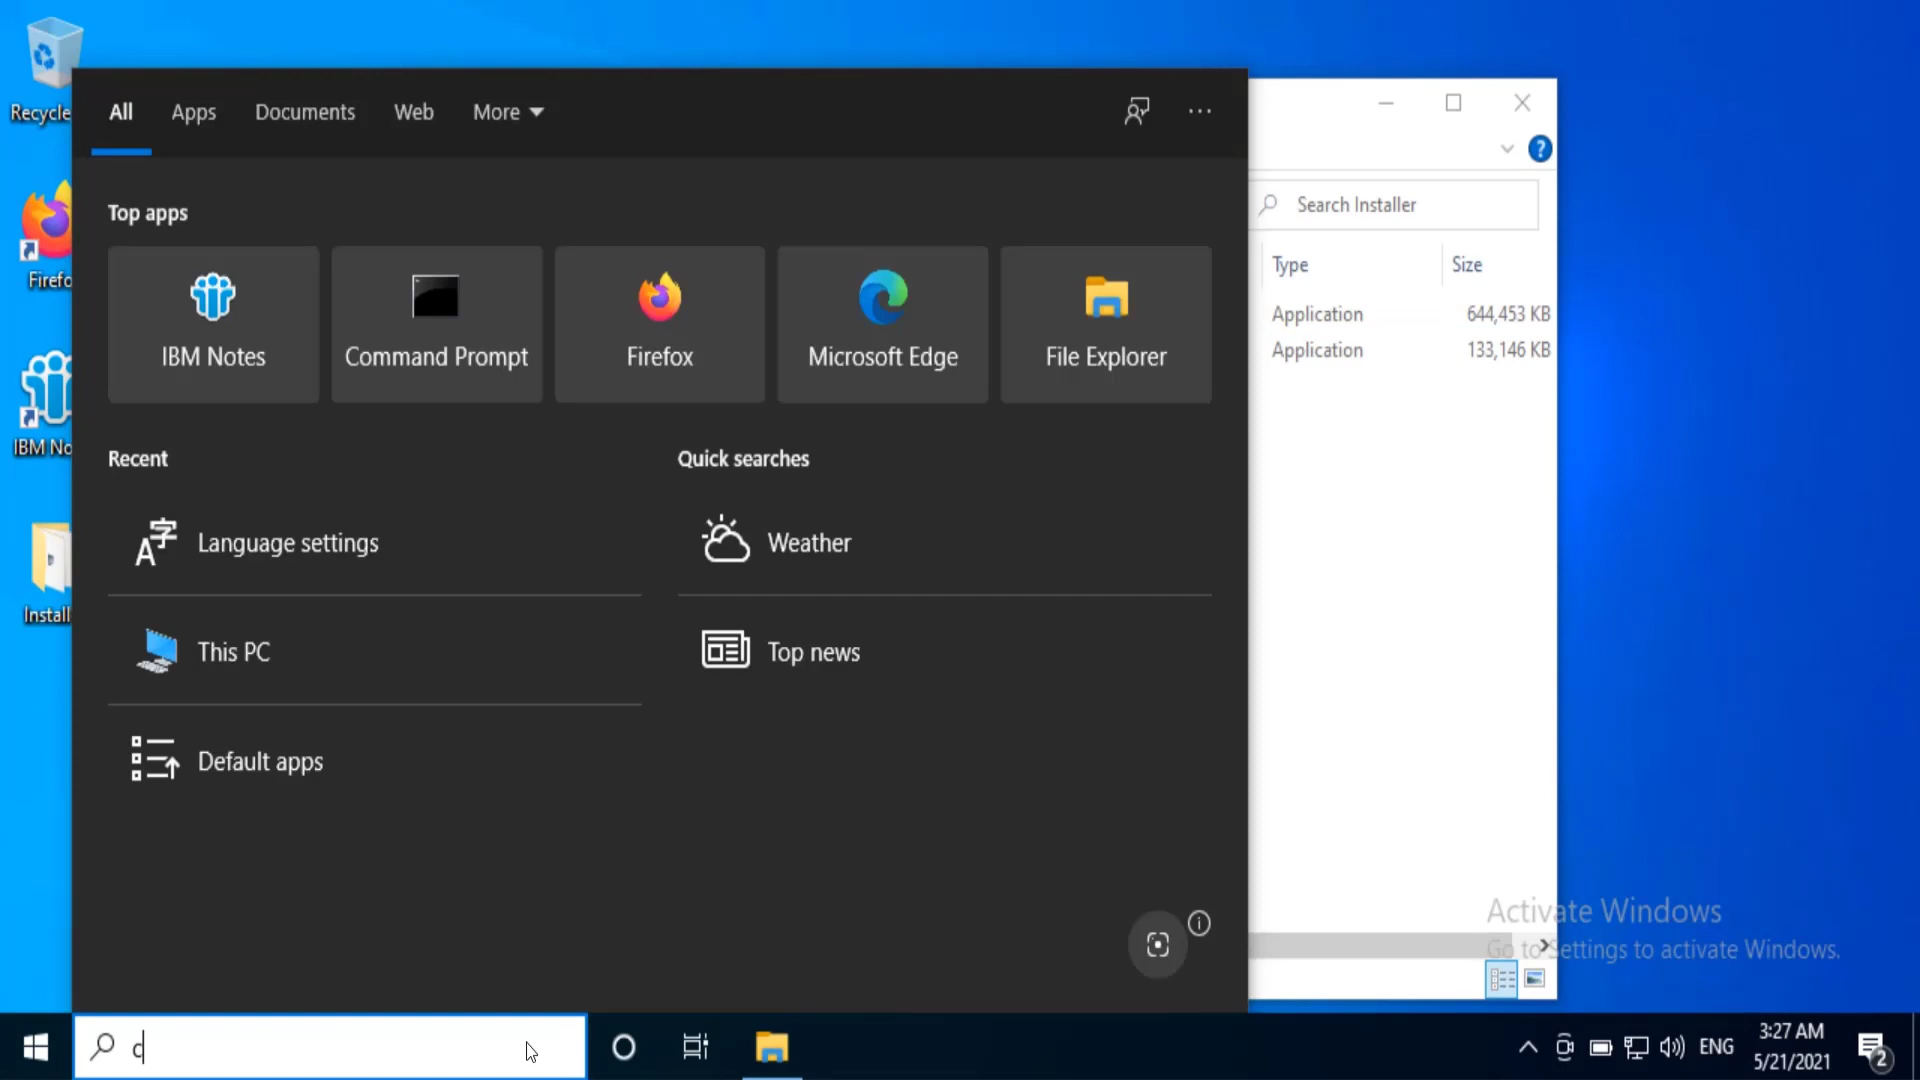 Recycle
Firefo
IBM No
Install
All
Apps
Documents
Web
More
Top apps
IBM Notes
Command Prompt
Firefox
Microsoft Edge
File Explorer
Recent
Language settings
This PC
Default apps
Quick searches
Weather
Top news
?
Search Installer
Type
Size
Application
644,453 KB
Application
133,146 KB
Activate Windows
Go to Settings to activate Windows.
c
ENG
3:27 AM
5/21/2021
2